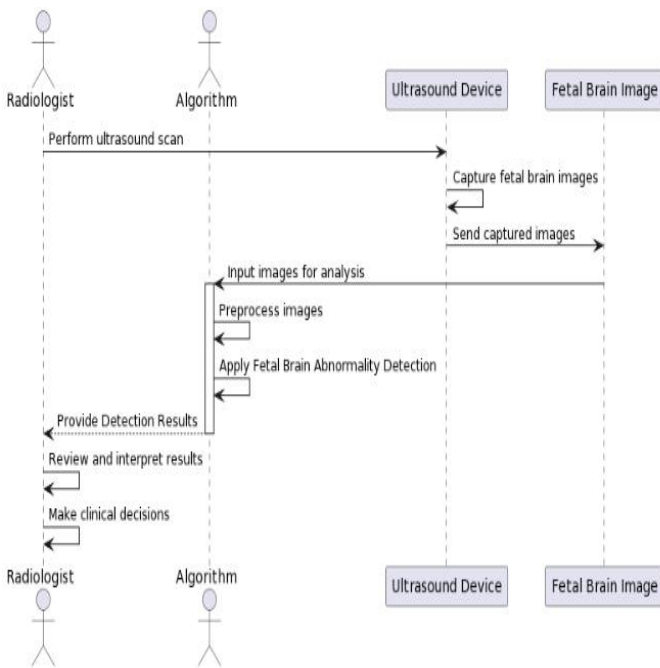 Radiologist
Algorithm
Ultrasound Device
Fetal Brain Image
Perform ultrasound scan
Capture fetal brain images
Send captured images
Input images for analysis
Preprocess images
Apply Fetal Brain Abnormality Detection
Provide Detection Results
Review and interpret results
Make clinical decisions
Radiologist
Algorithm
Ultrasound Device
Fetal Brain Image